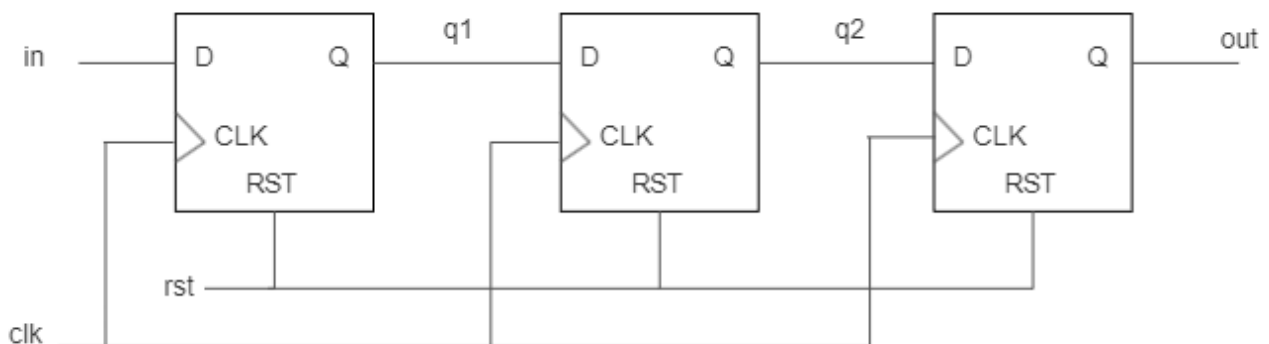 in D Q q1 D Q q2 D Q out
CLK CLK CLK
RST RST RST
rst
clk